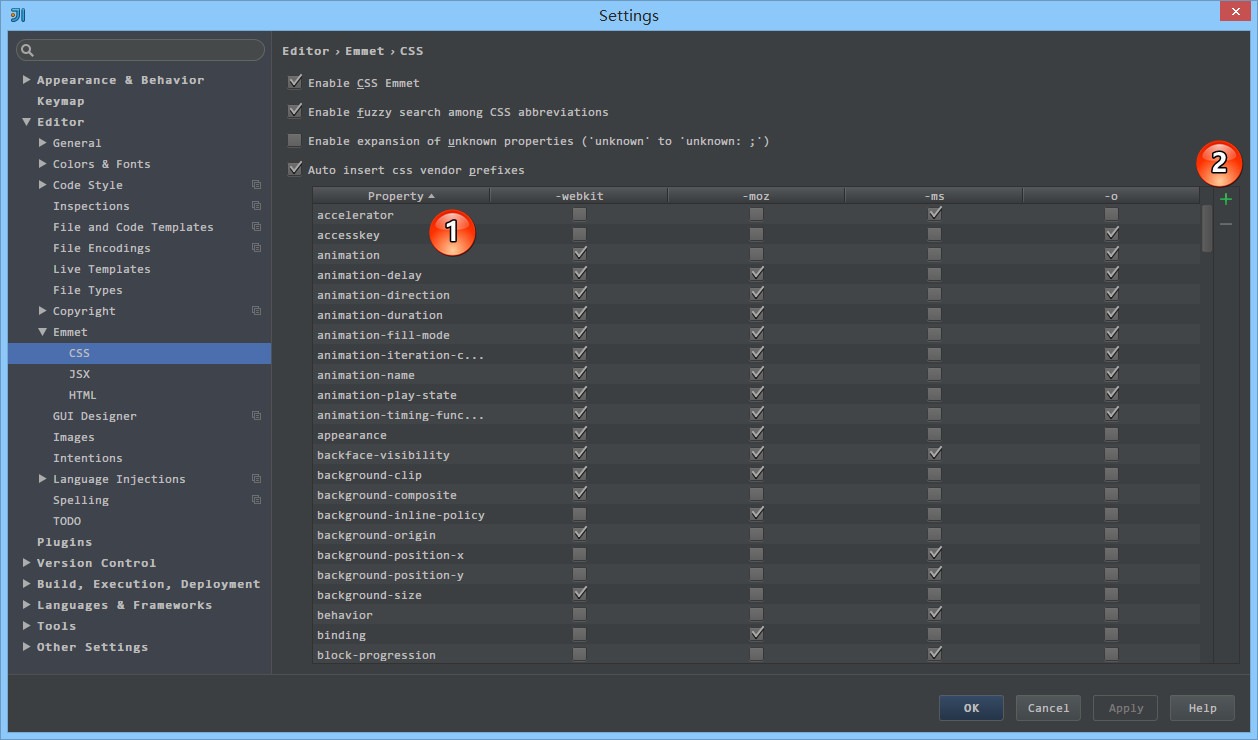 Settings
Editor › Emmet › CSS
Appearance & Behavior
Keymap
Editor
General
Colors & Fonts
Code Style
Inspections
File and Code Templates
File Encodings
Live Templates
File Types
Copyright
Emmet
CSS
JSX
HTML
GUI Designer
Images
Intentions
Language Injections
Spelling
TODO
Plugins
Version Control
Build, Execution, Deployment
Languages & Frameworks
Tools
Other Settings
Enable CSS Emmet
Enable fuzzy search among CSS abbreviations
Enable expansion of unknown properties (`unknown` to `unknown: ;`)
Auto insert css vendor prefixes
2
Property -webkit -moz -ms -o
1
accelerator
accesskey
animation
animation-delay
animation-direction
animation-duration
animation-fill-mode
animation-iteration-c...
animation-name
animation-play-state
animation-timing-func...
appearance
backface-visibility
background-clip
background-composite
background-inline-policy
background-origin
background-position-x
background-position-y
background-size
behavior
binding
block-progression
OK Cancel Apply Help